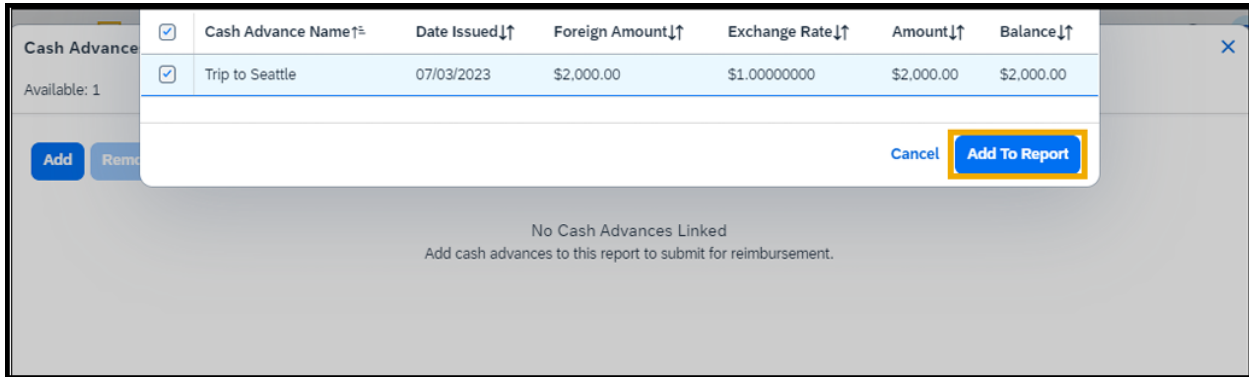 Cash Advance Name Date Issued Foreign Amount Exchange Rate Amount Balance
Trip to Seattle 07/03/2023 $2,000.00 $1.00000000 $2,000.00 $2,000.00
Cancel Add To Report
Cash Advance
Available: 1
Add Remo
No Cash Advances Linked
Add cash advances to this report to submit for reimbursement.